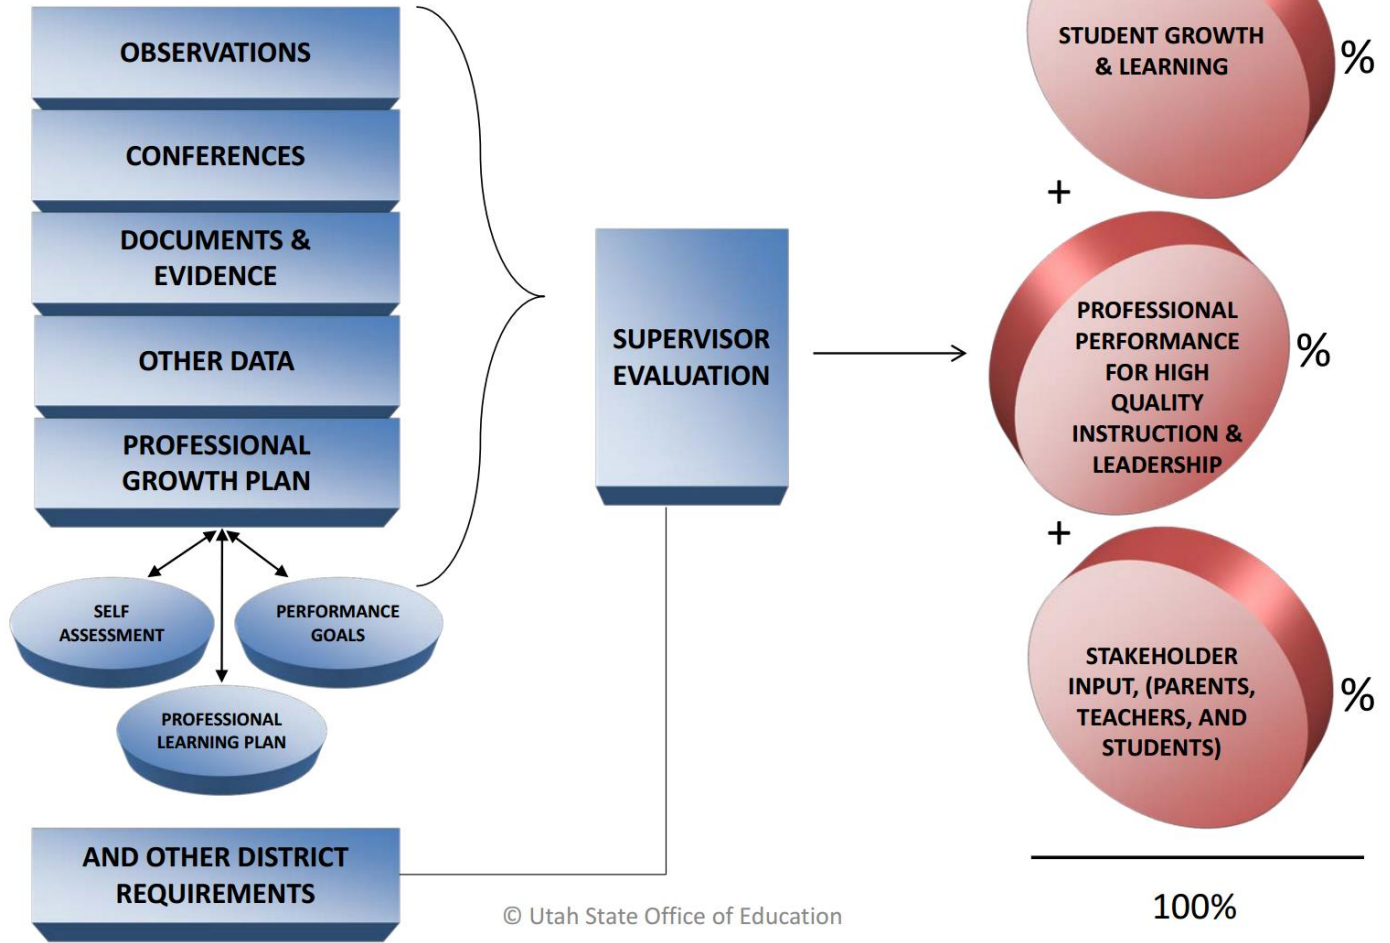 OBSERVATIONS
CONFERENCES
DOCUMENTS &
EVIDENCE
OTHER DATA
PROFESSIONAL
GROWTH PLAN
SELF
ASSESSMENT
PERFORMANCE
GOALS
PROFESSIONAL
LEARNING PLAN
AND OTHER DISTRICT
REQUIREMENTS
SUPERVISOR
EVALUATION
STUDENT GROWTH
& LEARNING
%
+
PROFESSIONAL
PERFORMANCE
FOR HIGH
QUALITY
INSTRUCTION &
LEADERSHIP
%
+
STAKEHOLDER
INPUT, (PARENTS,
TEACHERS, AND
STUDENTS)
%
100%
© Utah State Office of Education